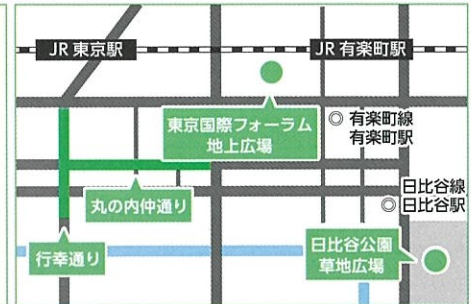 JR 東京駅
JR 有楽町駅
東京国際フォーラム
地上広場
◎ 有楽町線
有楽町駅
丸の内仲通り
日比谷線
◎ 日比谷駅
行幸通り
日比谷公園
草地広場